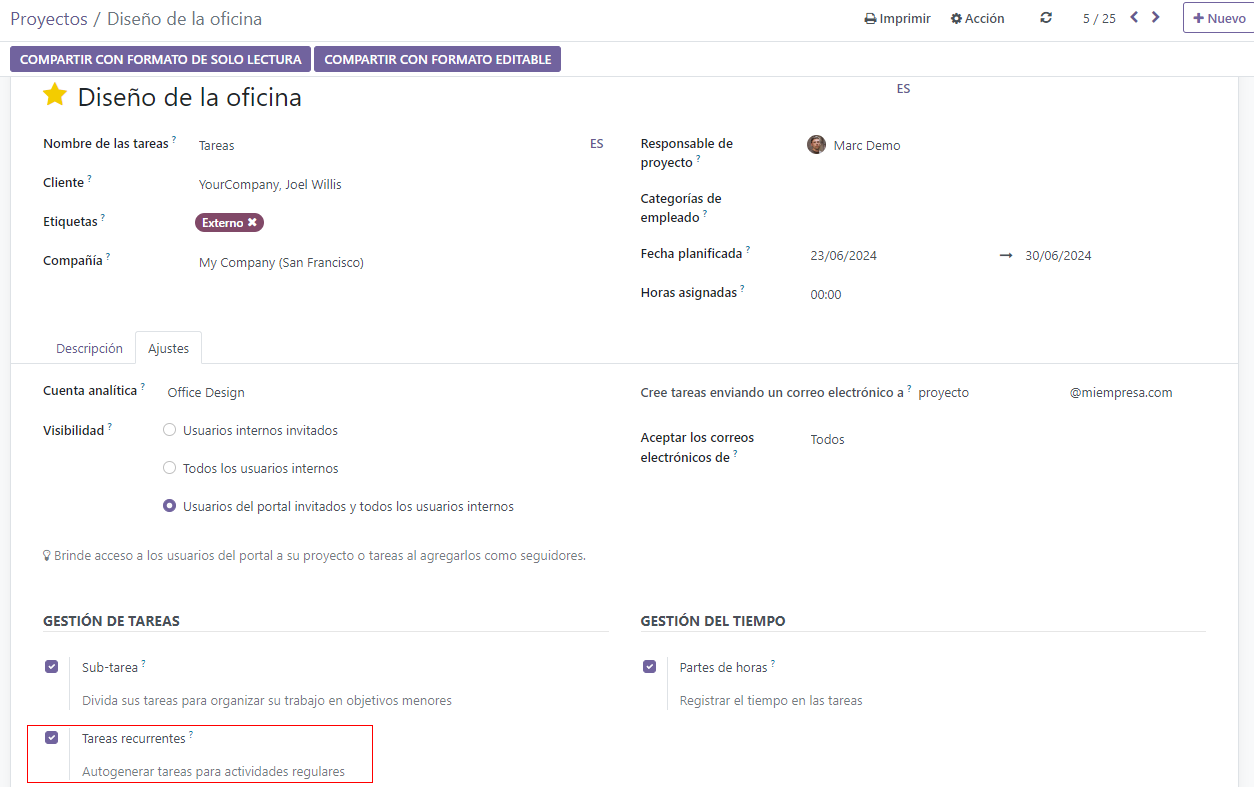 Proyectos / Diseño de la oficina
Imprimir
Acción
5 / 25
Nuevo
COMPARTIR CON FORMATO DE SOLO LECTURA
COMPARTIR CON FORMATO EDITABLE
Diseño de la oficina
ES
Nombre de las tareas ?
Tareas
ES
Cliente ?
YourCompany, Joel Willis
Etiquetas ?
Externo
Compañía ?
My Company (San Francisco)
Responsable de
proyecto ?
Marc Demo
Categorías de
empleado ?
Fecha planificada ?
23/06/2024 → 30/06/2024
Horas asignadas ?
00:00
Descripción
Ajustes
Cuenta analítica ?
Office Design
Visibilidad ?
Usuarios internos invitados
Todos los usuarios internos
Usuarios del portal invitados y todos los usuarios internos
Cree tareas enviando un correo electrónico a ? proyecto @miempresa.com
Aceptar los correos
electrónicos de ?
Todos
Brinde acceso a los usuarios del portal a su proyecto o tareas al agregarlos como seguidores.
GESTIÓN DE TAREAS
Sub-tarea ?
Divida sus tareas para organizar su trabajo en objetivos menores
Tareas recurrentes ?
Autogenerar tareas para actividades regulares
GESTIÓN DEL TIEMPO
Partes de horas ?
Registrar el tiempo en las tareas